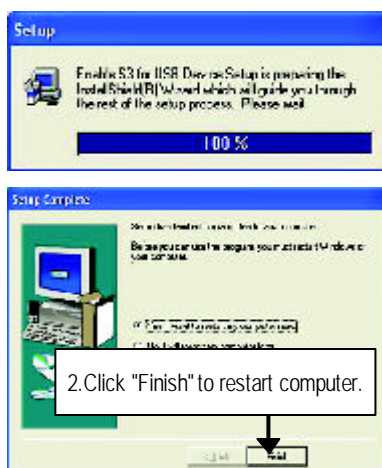 Setup
Enable S3 for USB Device Setup is preparing the
InstallShield(R) Wizard which will guide you through
the rest of the setup process. Please wait
100 %
Setup Complete
Before you can use the program, you must restart Windows or
your computer.
2.Click "Finish" to restart computer.
Finish